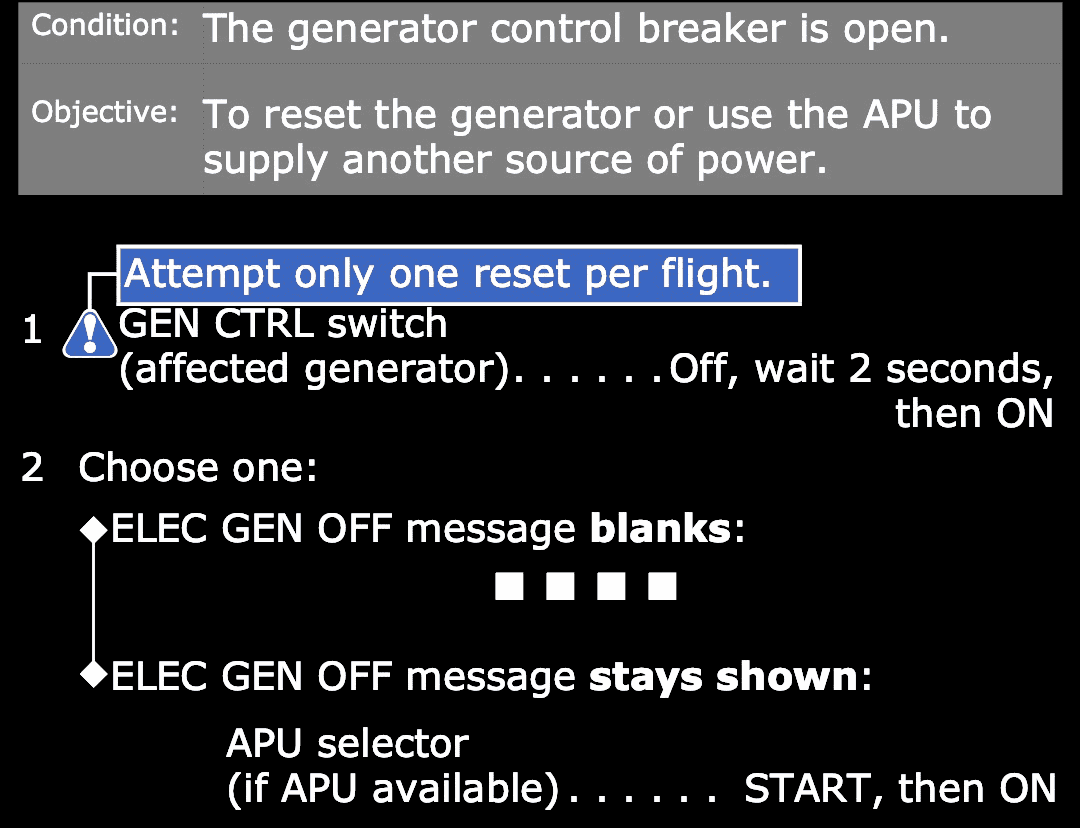 Condition: The generator control breaker is open.
Objective: To reset the generator or use the APU to
supply another source of power.
Attempt only one reset per flight.
1 GEN CTRL switch
(affected generator). . . . . . Off, wait 2 seconds,
then ON
2 Choose one:
ELEC GEN OFF message blanks:
ELEC GEN OFF message stays shown:
APU selector
(if APU available) . . . . . . START, then ON